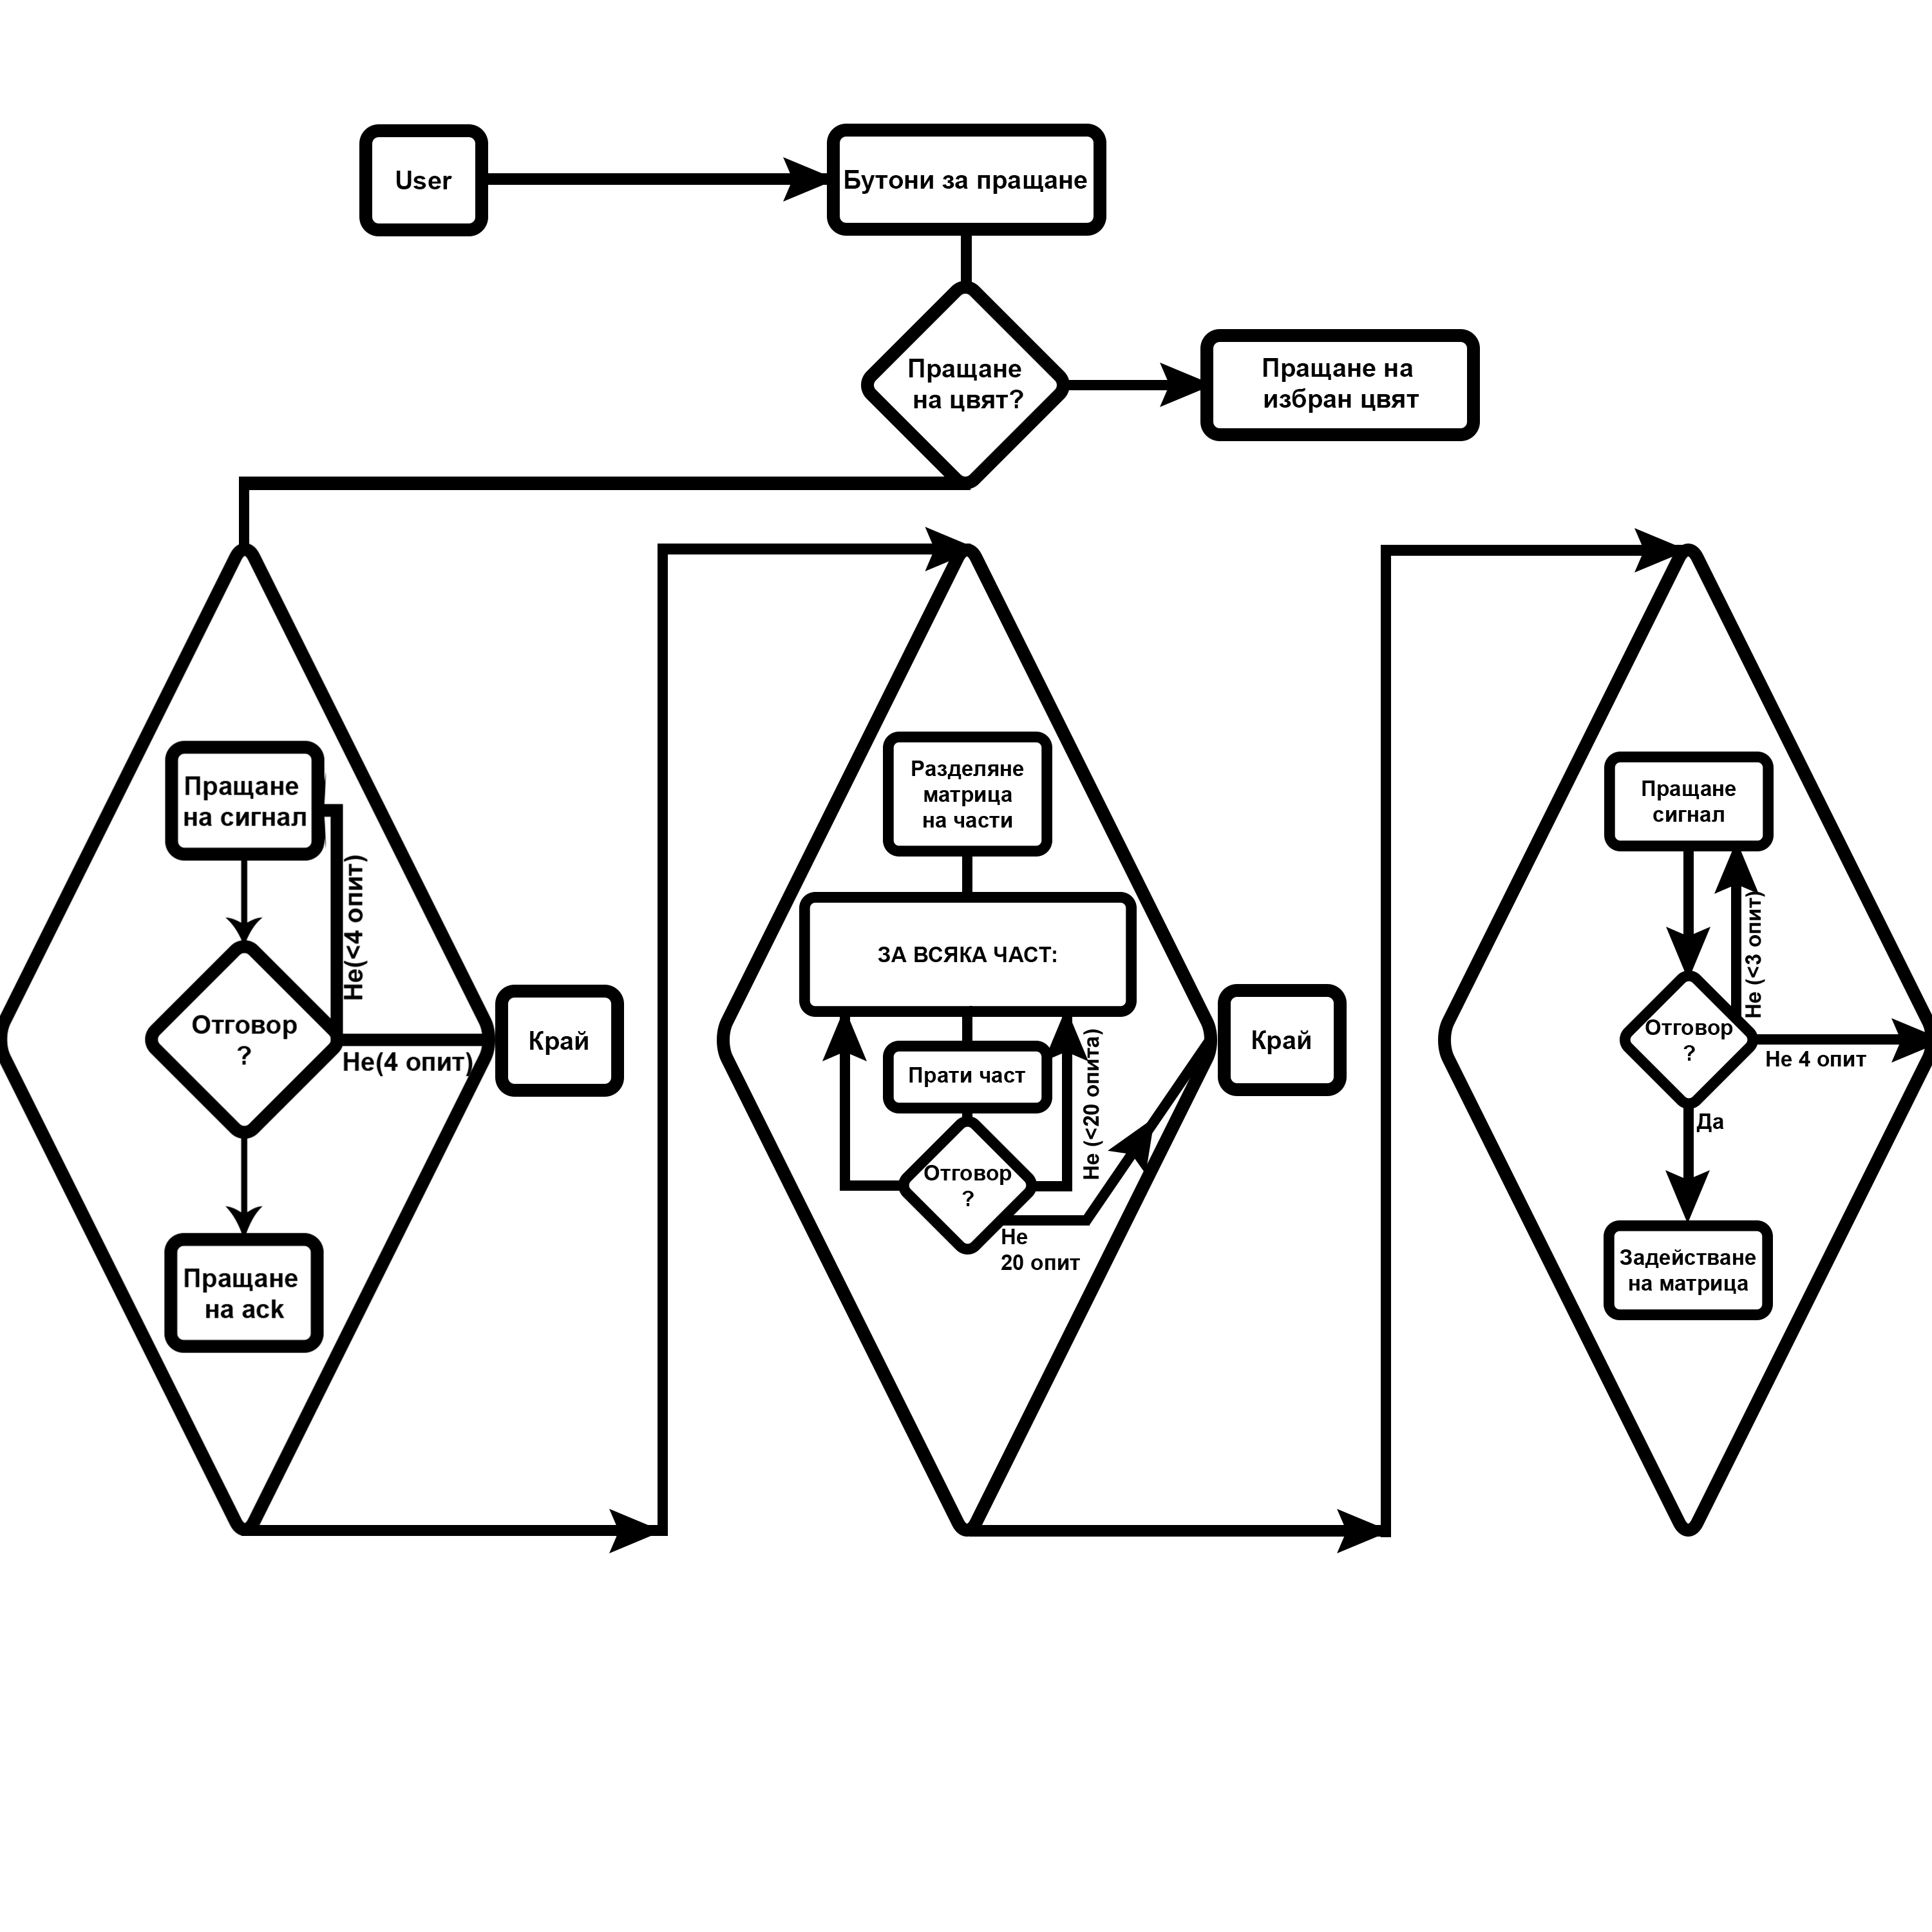 User
Бутони за пращане
Пращане
на цвят?
Пращане на
избран цвят
Пращане
на сигнал
Не(<4 опит)
Отговор
?
Не(4 опит)
Край
Пращане
на ack
Разделяне
матрица
на части
ЗА ВСЯКА ЧАСТ:
Прати част
Не (<20 опита)
Отговор
?
Не
20 опит
Край
Пращане
сигнал
Не (<3 опит)
Отговор
?
Не 4 опит
Да
Задействане
на матрица